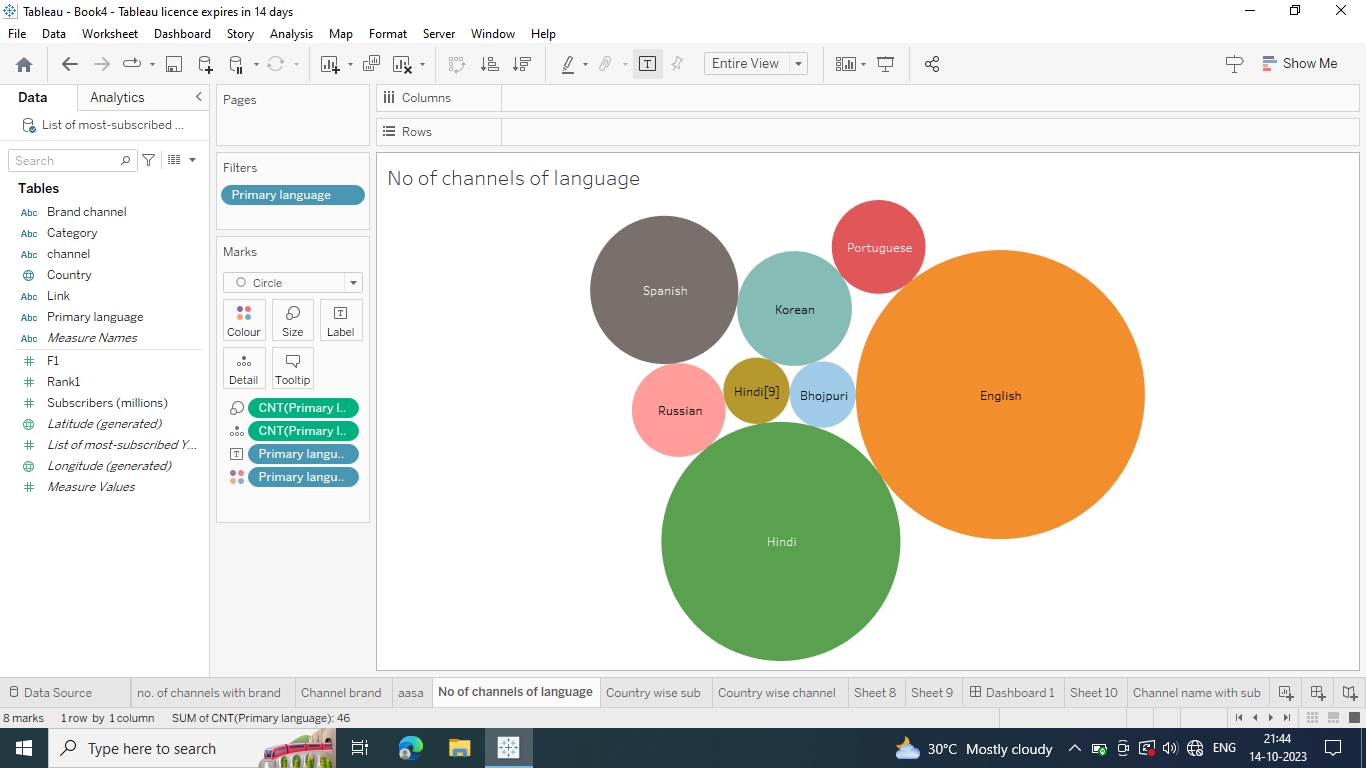 Tableau - Book4 - Tableau licence expires in 14 days
File Data Worksheet Dashboard Story Analysis Map Format Server Window Help
Entire View
Show Me
Data Analytics
List of most-subscribed ...
Search
Tables
Abc Brand channel
Abc Category
Abc channel
Country
Abc Link
Abc Primary language
Abc Measure Names
F1
Rank1
Subscribers (millions)
Latitude (generated)
List of most-subscribed Y...
Longitude (generated)
Measure Values
Pages
Filters
Primary language
Marks
Circle
Colour Size Label
Detail Tooltip
CNT(Primary l..
CNT(Primary l..
Primary langu..
Primary langu..
Columns
Rows
No of channels of language
Portuguese
Spanish
Korean
Hindi[9]
Bhojpuri
English
Russian
Hindi
Data Source no. of channels with brand Channel brand aasa No of channels of language Country wise sub Country wise channel Sheet 8 Sheet 9 Dashboard 1 Sheet 10 Channel name with sub
8 marks 1 row by 1 column SUM of CNT(Primary language): 46
Type here to search
30°C Mostly cloudy
ENG
21:44
14-10-2023